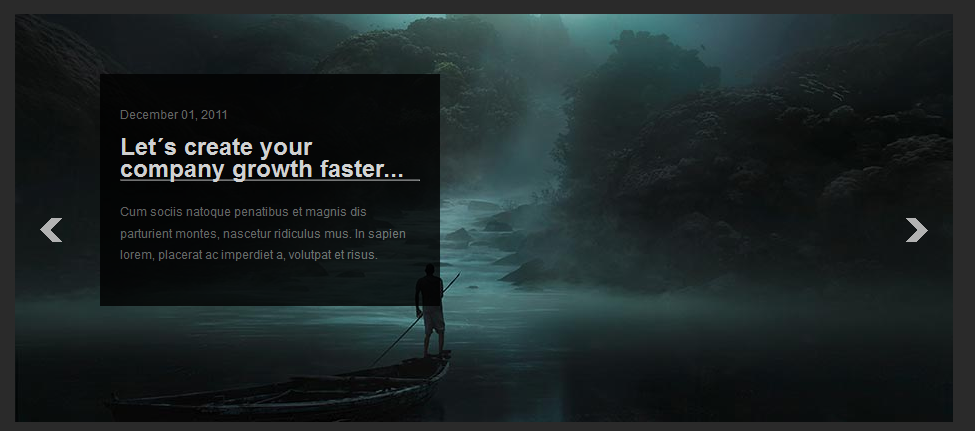 December 01, 2011
Let´s create your
company growth faster...
Cum sociis natoque penatibus et magnis dis
parturient montes, nascetur ridiculus mus. In sapien
lorem, placerat ac imperdiet a, volutpat et risus.